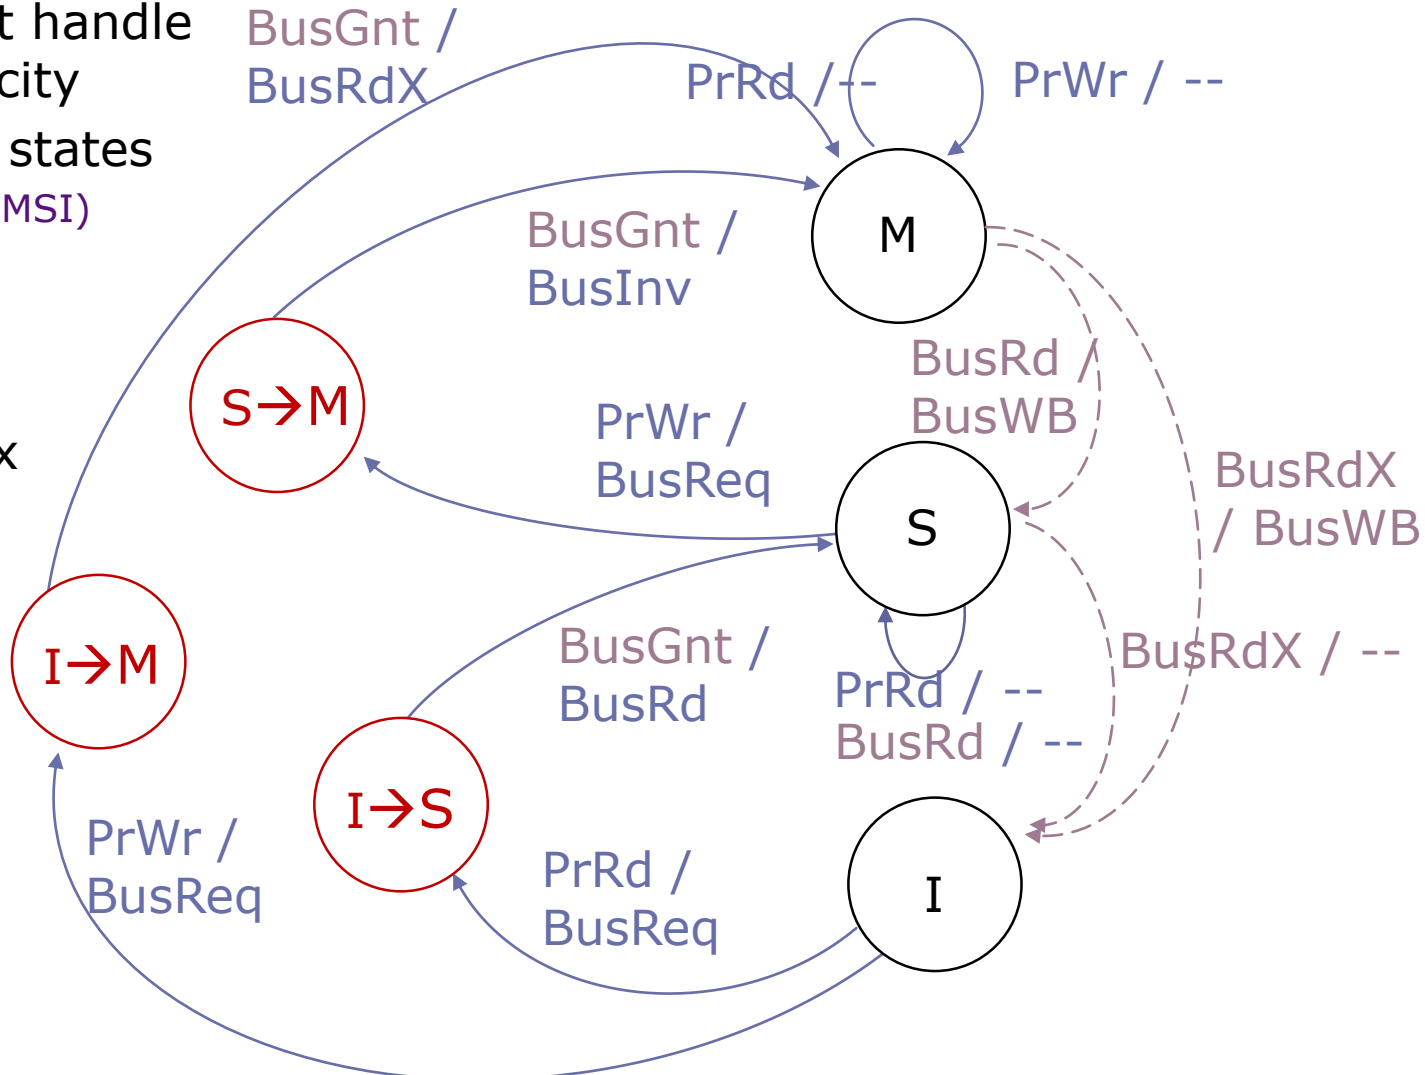 t handle
city
states
MSI)
x
BusGnt /
BusRdX
PrRd /--
PrWr / --
M
BusGnt /
BusInv
S→M
BusRd /
BusWB
PrWr /
BusReq
BusRdX
/ BusWB
S
I→M
BusGnt /
BusRd
BusRdX / --
PrRd / --
BusRd / --
I→S
PrWr /
BusReq
PrRd /
BusReq
I